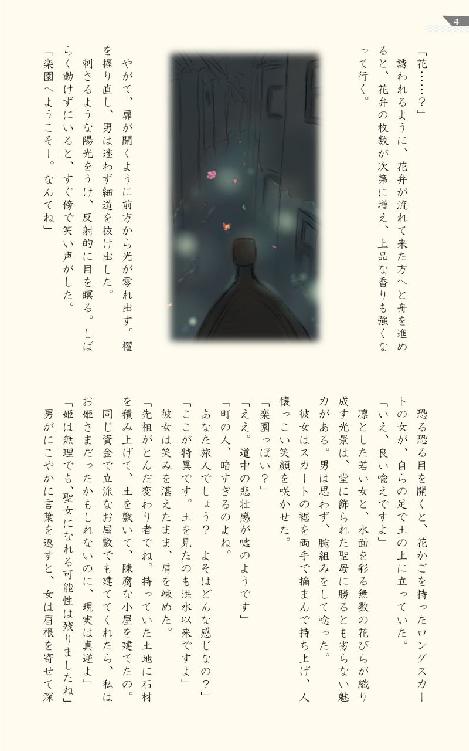 4
「花……？」
　誘われるように、花弁が流れて来た方へと舟を進め
ると、花弁の枚数が次第に増え、上品な香りも強くな
って行く。
　やがて、扉が開くように前方から光が零れ出す。櫂
を握り直し、男は迷わず細道を抜け出した。
　刺さるような陽光をうけ、反射的に目を瞑る。しば
らく動けずにいると、すぐ傍で笑い声がした。
「楽園へようこそー。なんてね」
　恐る恐る目を開くと、花かごを持ったロングスカー
トの女が、自らの足で土の上に立っていた。
「いえ、良い喩えですよ」
　凛とした若い女と、水面を彩る無数の花びらが織り
成す光景は、堂に飾られた聖母に勝るとも劣らない魅
力がある。男は思わず、腕組みをして唸った。
　彼女はスカートの裾を両手で摘まんで持ち上げ、人
懐っこい笑顔を咲かせた。
「楽園っぽい？」
「ええ。道中の悲壮感が嘘のようです」
「町の人、暗すぎるのよね。
　あなた旅人でしょう？　よそはどんな感じなの？」
「ここが特異です。土を見たのも洪水以来ですよ」
　彼女は笑みを湛えたまま、肩を竦めた。
「先祖がとんだ変わり者でね。持っていた土地に石材
を積み上げて、土を敷いて、陳腐な小屋を建てたの。
　同じ資金で立派なお屋敷でも建ててくれたら、私は
お姫さまだったかもしれないのに、現実は真逆よ」
「姫は無理でも、聖女になれる可能性は残りましたね」
　男がにこやかに言葉を返すと、女は眉根を寄せて深